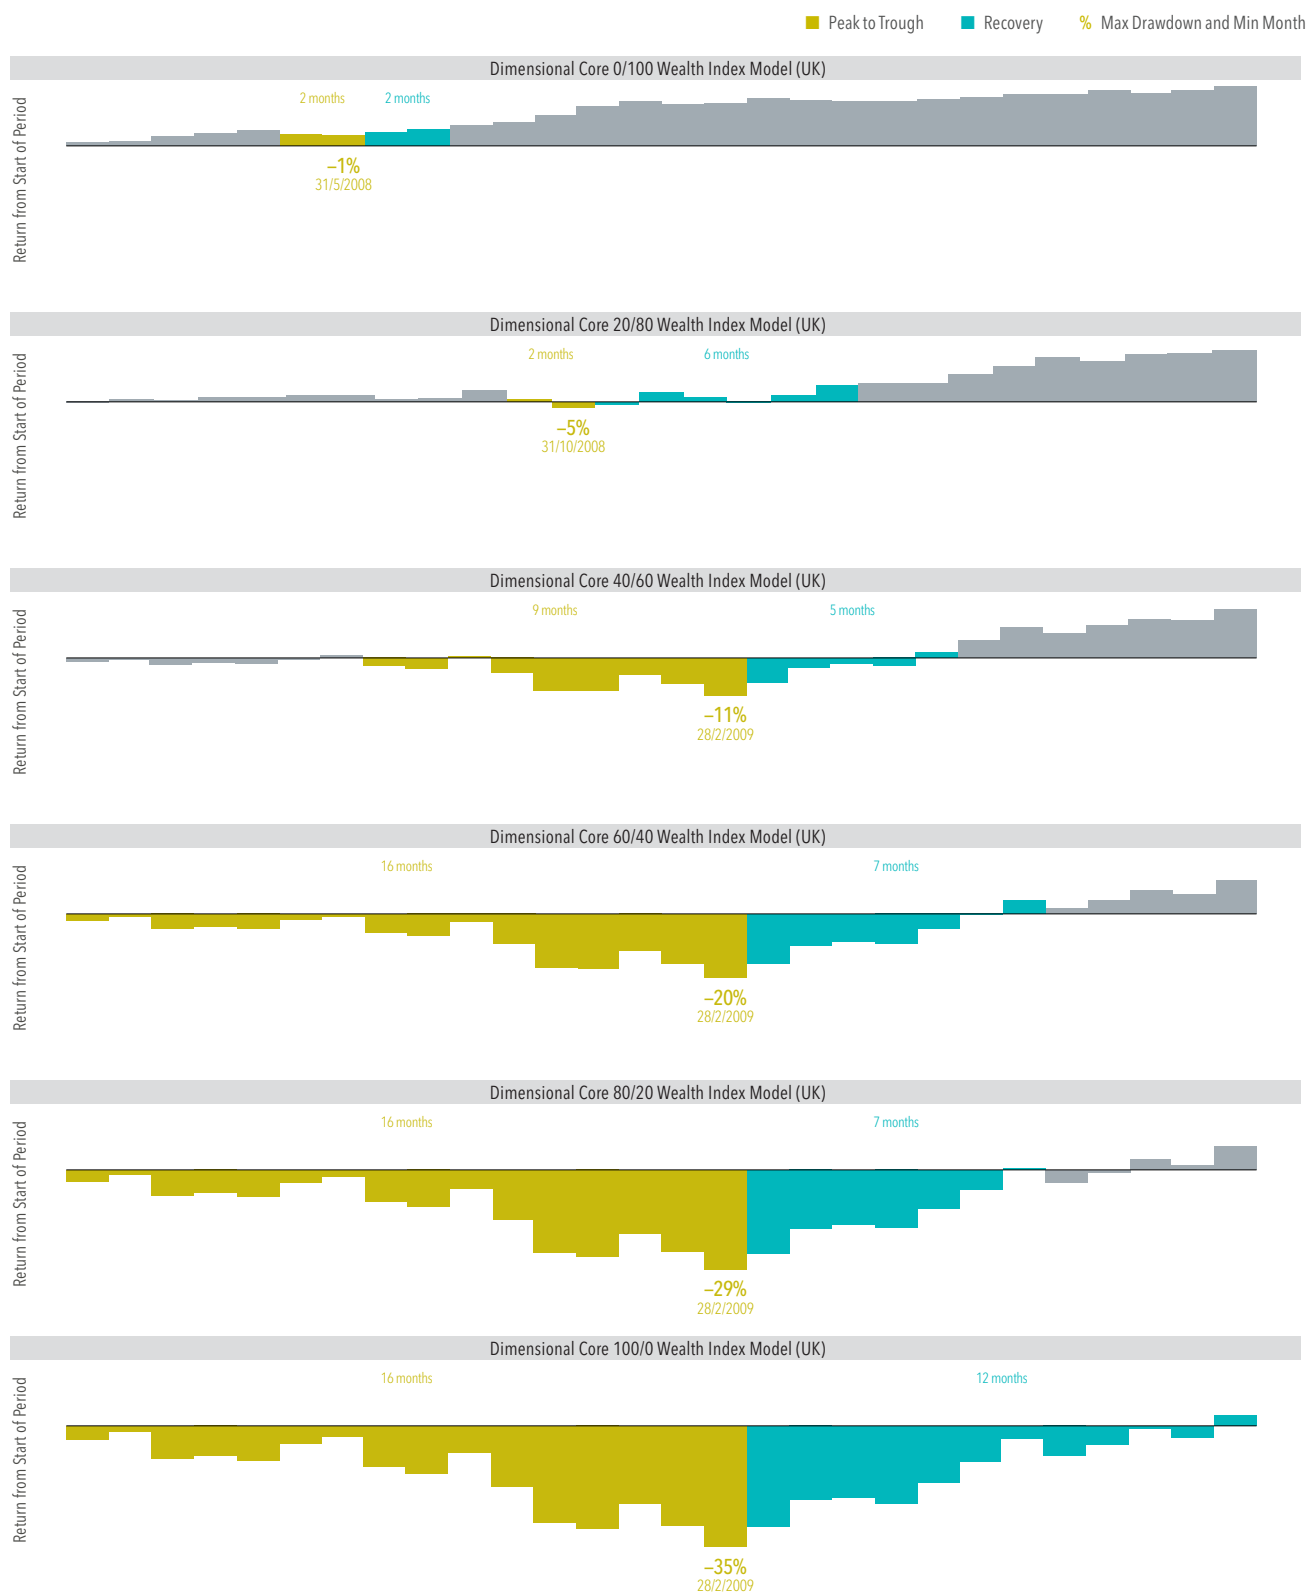 Peak to Trough Recovery % Max Drawdown and Min Month
Dimensional Core 0/100 Wealth Index Model (UK)
Return from Start of Period
2 months 2 months
–1%
31/5/2008
Dimensional Core 20/80 Wealth Index Model (UK)
Return from Start of Period
2 months 6 months
–5%
31/10/2008
Dimensional Core 40/60 Wealth Index Model (UK)
Return from Start of Period
9 months 5 months
–11%
28/2/2009
Dimensional Core 60/40 Wealth Index Model (UK)
Return from Start of Period
16 months 7 months
–20%
28/2/2009
Dimensional Core 80/20 Wealth Index Model (UK)
Return from Start of Period
16 months 7 months
–29%
28/2/2009
Dimensional Core 100/0 Wealth Index Model (UK)
Return from Start of Period
16 months 12 months
–35%
28/2/2009